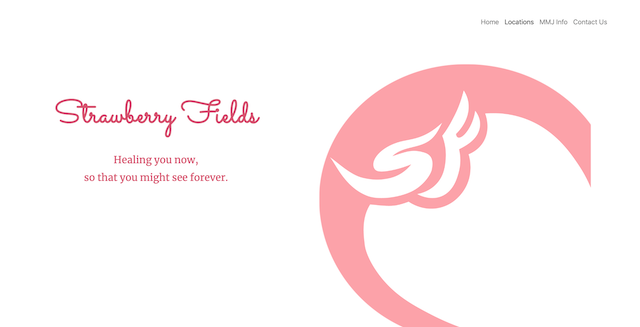 Home Locations MMJ Info Contact Us
Strawberry Fields
Healing you now,
so that you might see forever.
SF